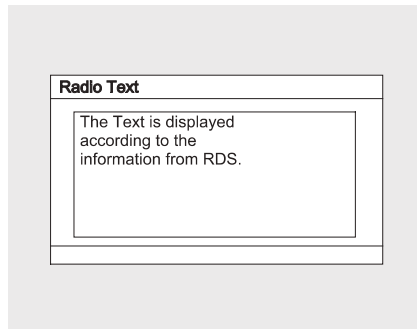 Radio Text
The Text is displayed
according to the
information from RDS.